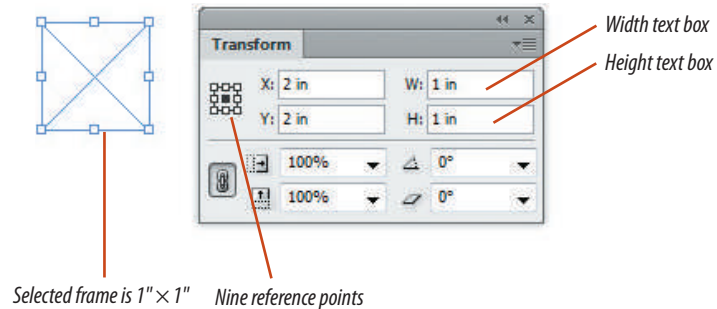 Transform
X: 2 in W: 1 in
Y: 2 in H: 1 in
100% 0°
100% 0°
Width text box
Height text box
Selected frame is 1" × 1"
Nine reference points